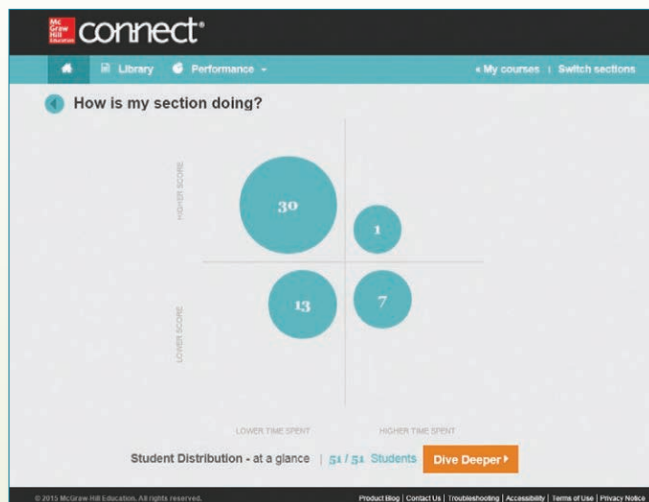 Mc
Graw
Hill
Education
connect®
Library
Performance
« My courses | Switch sections
How is my section doing?
HIGHER SCORE
30
1
LOWER SCORE
13
7
LOWER TIME SPENT
HIGHER TIME SPENT
Student Distribution - at a glance | 51 / 51 Students
Dive Deeper
© 2015 McGraw Hill Education. All rights reserved.
Product Blog | Contact Us | Troubleshooting | Accessibility | Terms of Use | Privacy Notice